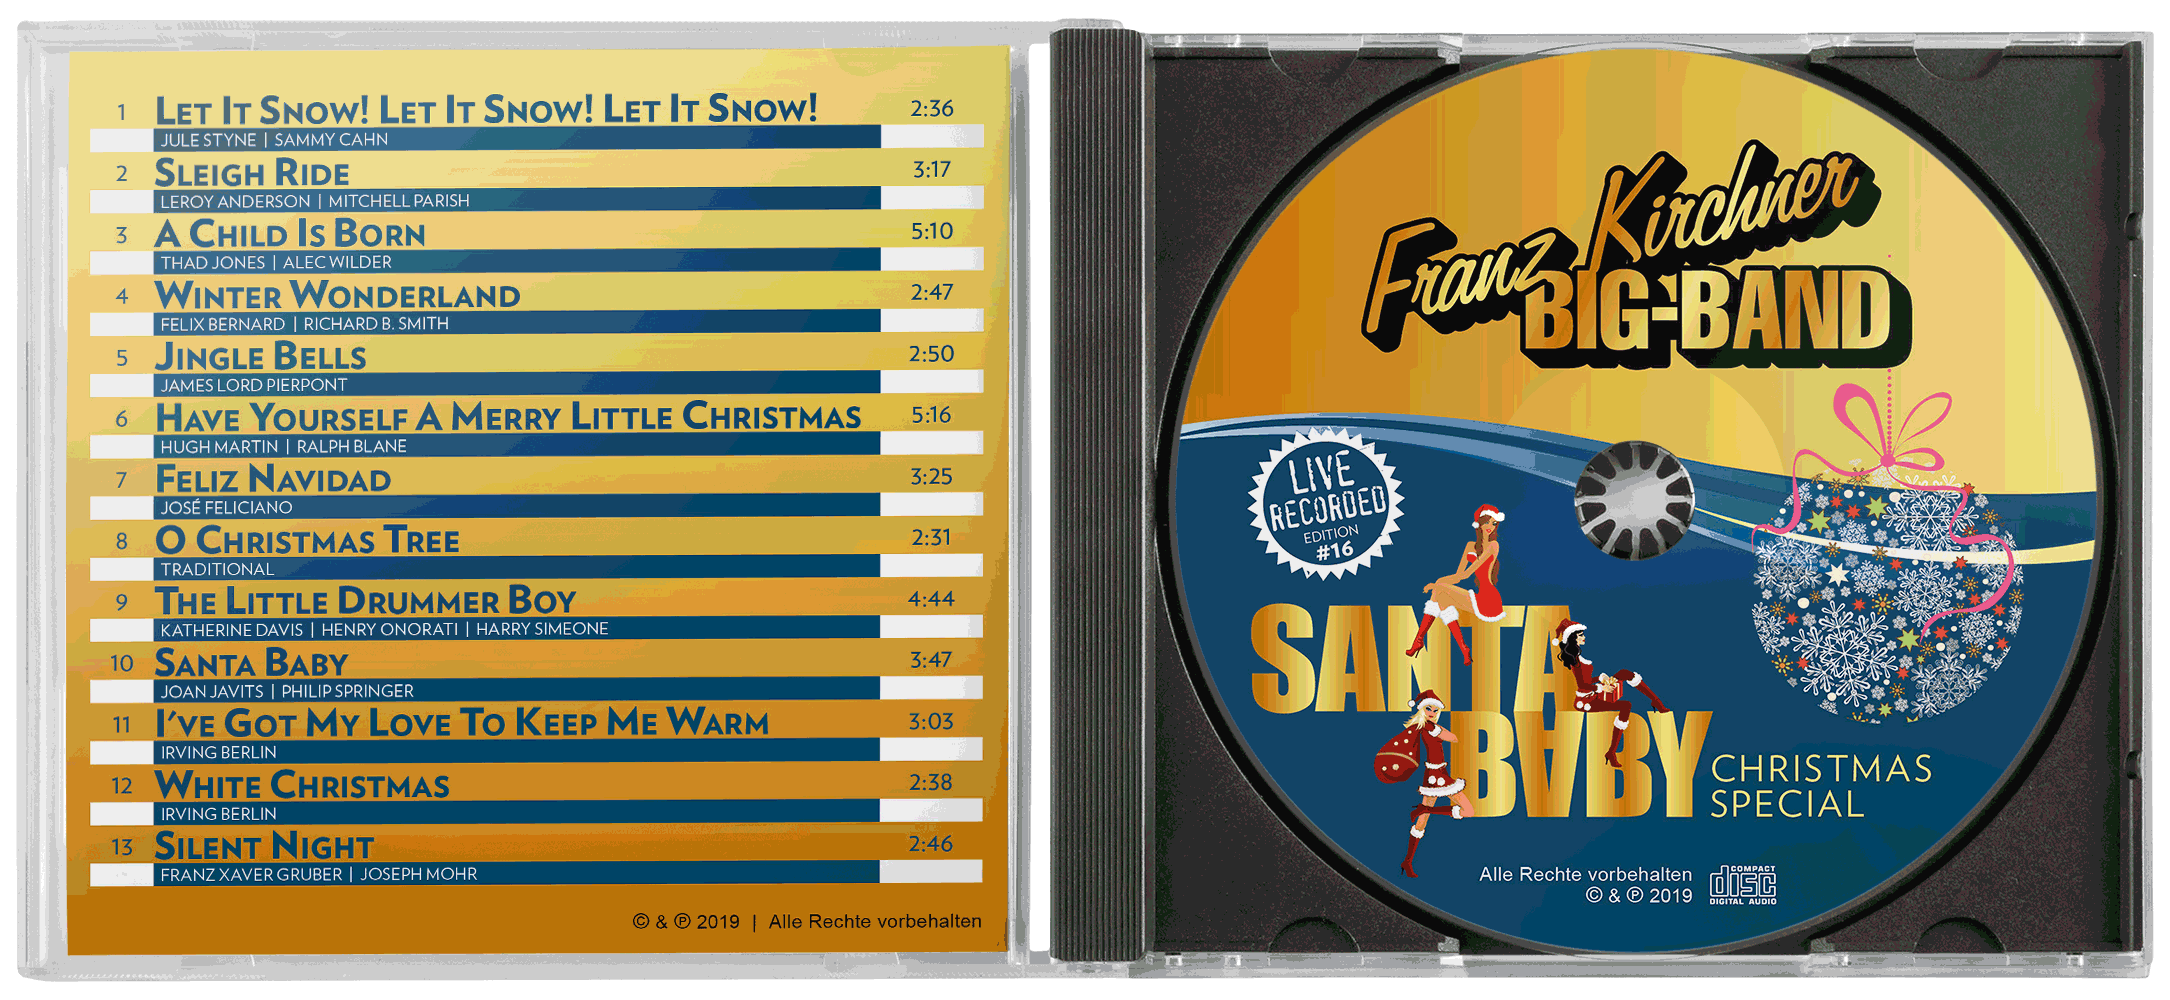 1 Let It Snow! Let It Snow! Let It Snow! 2:36
JULE STYNE | SAMMY CAHN
2 Sleigh Ride 3:17
LEROY ANDERSON | MITCHELL PARISH
3 A Child Is Born 5:10
THAD JONES | ALEC WILDER
4 Winter Wonderland 2:47
FELIX BERNARD | RICHARD B. SMITH
5 Jingle Bells 2:50
JAMES LORD PIERPONT
6 Have Yourself A Merry Little Christmas 5:16
HUGH MARTIN | RALPH BLANE
7 Feliz Navidad 3:25
JOSÉ FELICIANO
8 O Christmas Tree 2:31
TRADITIONAL
9 The Little Drummer Boy 4:44
KATHERINE DAVIS | HENRY ONORATI | HARRY SIMEONE
10 Santa Baby 3:47
JOAN JAVITS | PHILIP SPRINGER
11 I've Got My Love To Keep Me Warm 3:03
IRVING BERLIN
12 White Christmas 2:38
IRVING BERLIN
13 Silent Night 2:46
FRANZ XAVER GRUBER | JOSEPH MOHR
© & ℗ 2019 | Alle Rechte vorbehalten
Franz Kirchner
BIG-BAND
LIVE
RECORDED
EDITION
#16
SANTA
BABY
CHRISTMAS
SPECIAL
Alle Rechte vorbehalten
© & ℗ 2019
COMPACT
disc
DIGITAL AUDIO